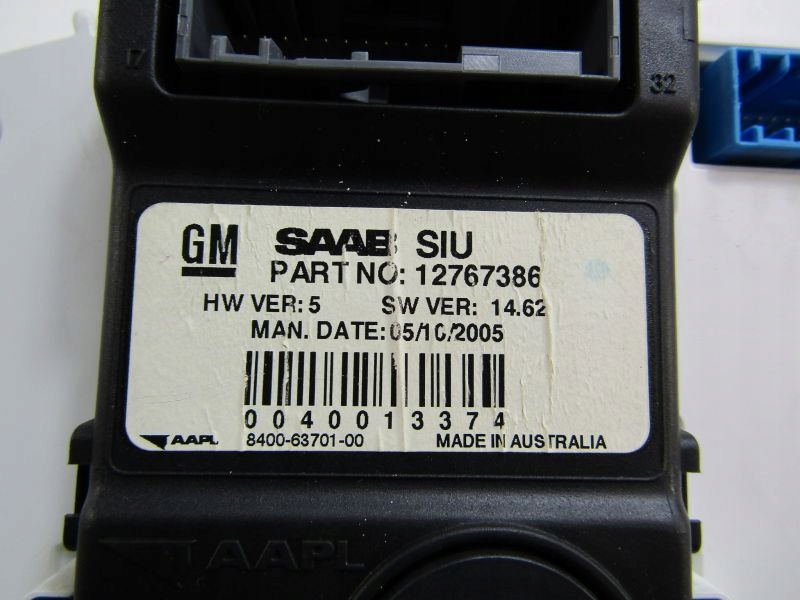 17
32
GM SAAB SIU
PART NO: 12767386
HW VER: 5 SW VER: 14.62
MAN. DATE: 05/10/2005
0040013374
AAPL 8400-63701-00 MADE IN AUSTRALIA
AAPL